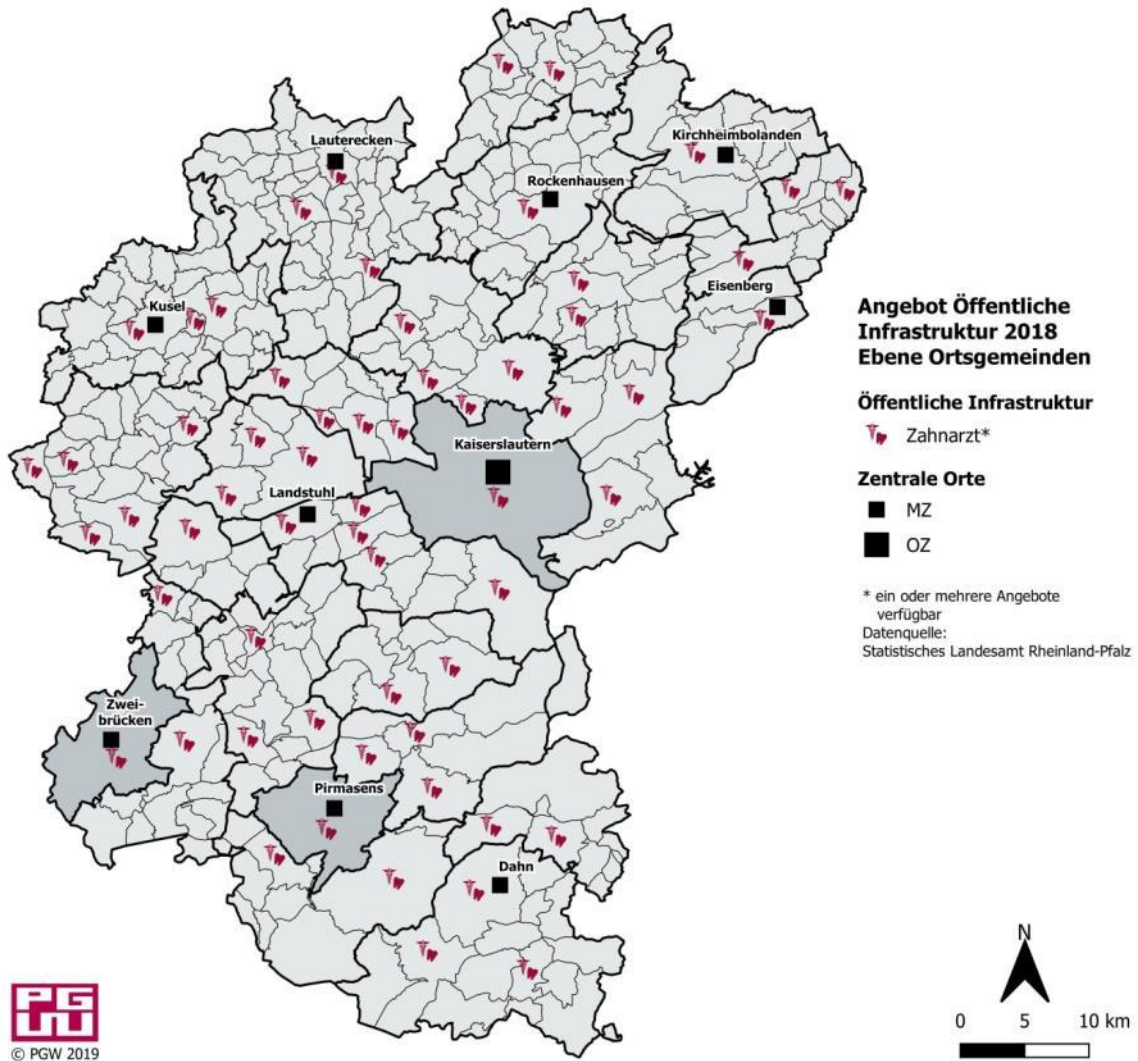 Kirchheimbolanden
Lauterecken
Rockenhausen
Eisenberg
Kusel
Kaiserslautern
Landstuhl
Zwei-
brücken
Pirmasens
Dahn
Angebot Öffentliche
Infrastruktur 2018
Ebene Ortsgemeinden
Öffentliche Infrastruktur
Zahnarzt*
Zentrale Orte
MZ
OZ
* ein oder mehrere Angebote
verfügbar
Datenquelle:
Statistisches Landesamt Rheinland-Pfalz
N
0 5 10 km
PGW
© PGW 2019